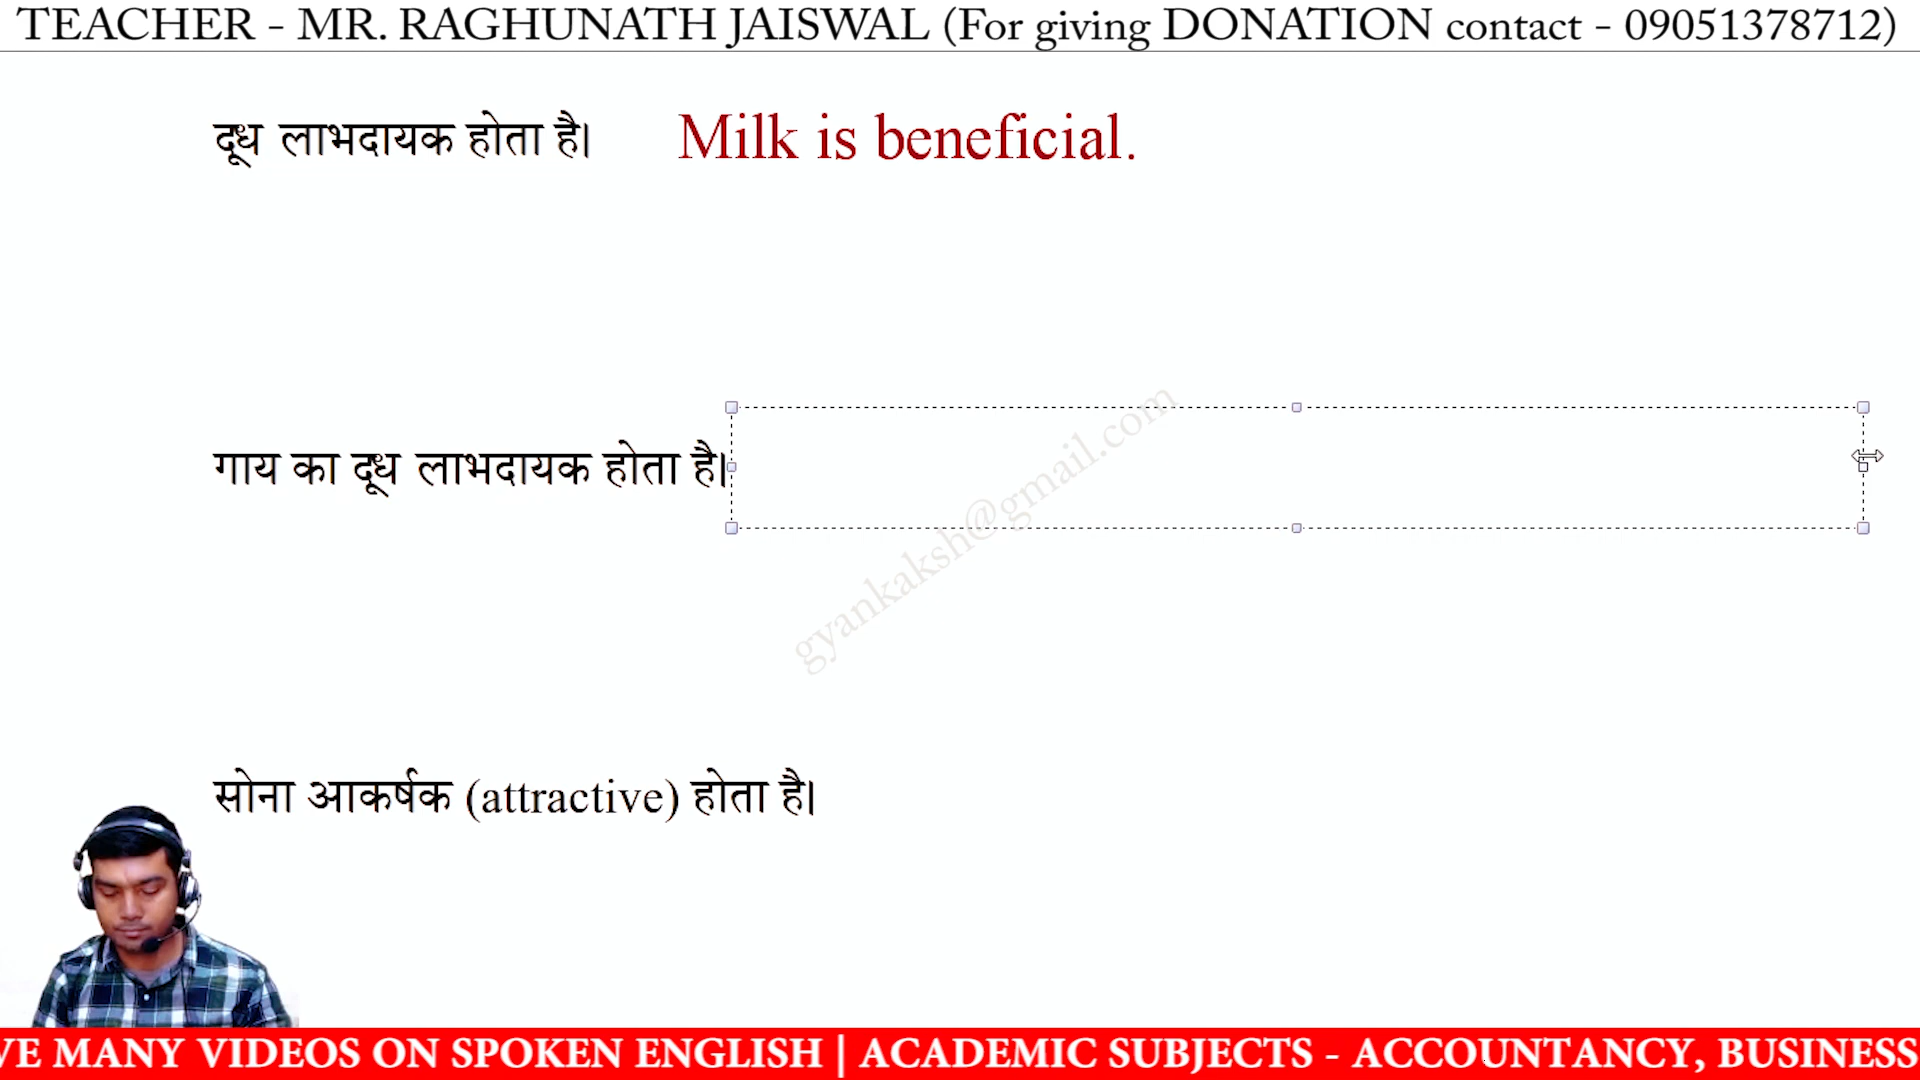 TEACHER - MR. RAGHUNATH JAISWAL (For giving DONATION contact - 09051378712)
दूध लाभदायक होता है। Milk is beneficial.
गाय का दूध लाभदायक होता है।
gyankaksh@gmail.com
सोना आकर्षक (attractive) होता है।
VE MANY VIDEOS ON SPOKEN ENGLISH | ACADEMIC SUBJECTS - ACCOUNTANCY, BUSINESS